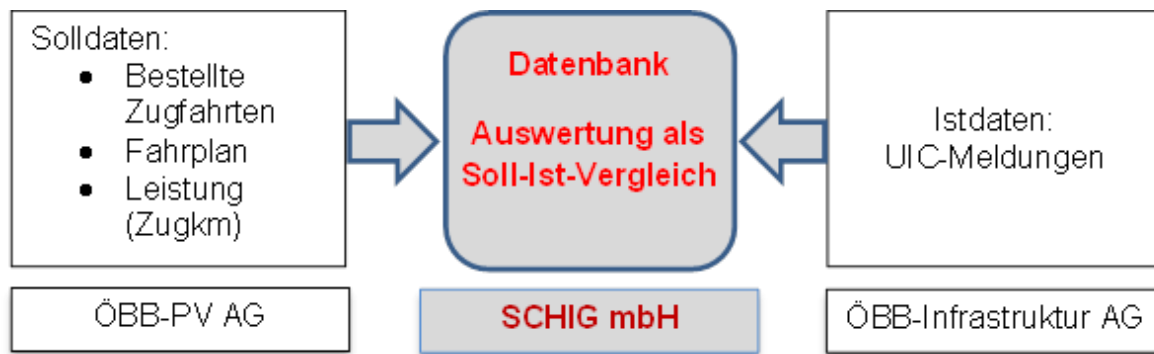 Solldaten:
• Bestellte
Zugfahrten
• Fahrplan
• Leistung
(Zugkm)
Datenbank
Auswertung als
Soll-Ist-Vergleich
Istdaten:
UIC-Meldungen
ÖBB-PV AG
SCHIG mbH
ÖBB-Infrastruktur AG